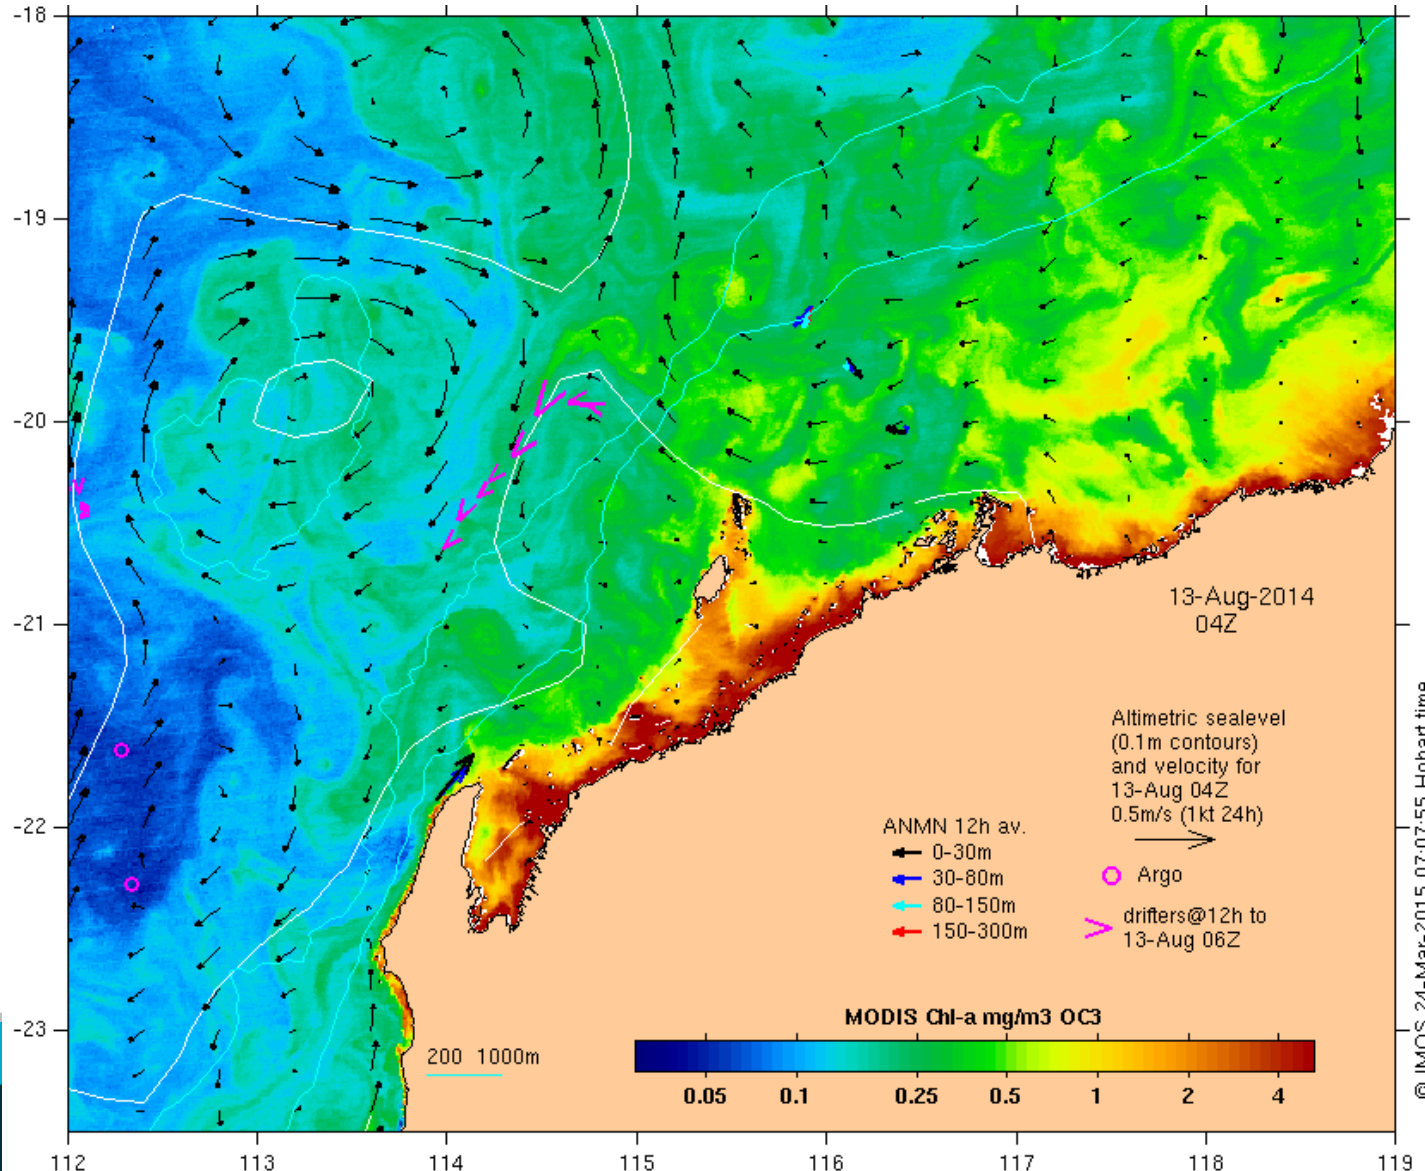 -18
-19
-20
-21
-22
-23
112
113
114
115
116
117
118
119
13-Aug-2014
04Z
Altimetric sealevel
(0.1m contours)
and velocity for
13-Aug 04Z
0.5m/s (1kt 24h)
ANMN 12h av.
0-30m
30-80m
80-150m
150-300m
Argo
drifters@12h to
13-Aug 06Z
MODIS Chl-a mg/m3 OC3
0.05
0.1
0.25
0.5
1
2
4
200 1000m
© IMOS 24-Mar-2015 07:07:55 Hobart time